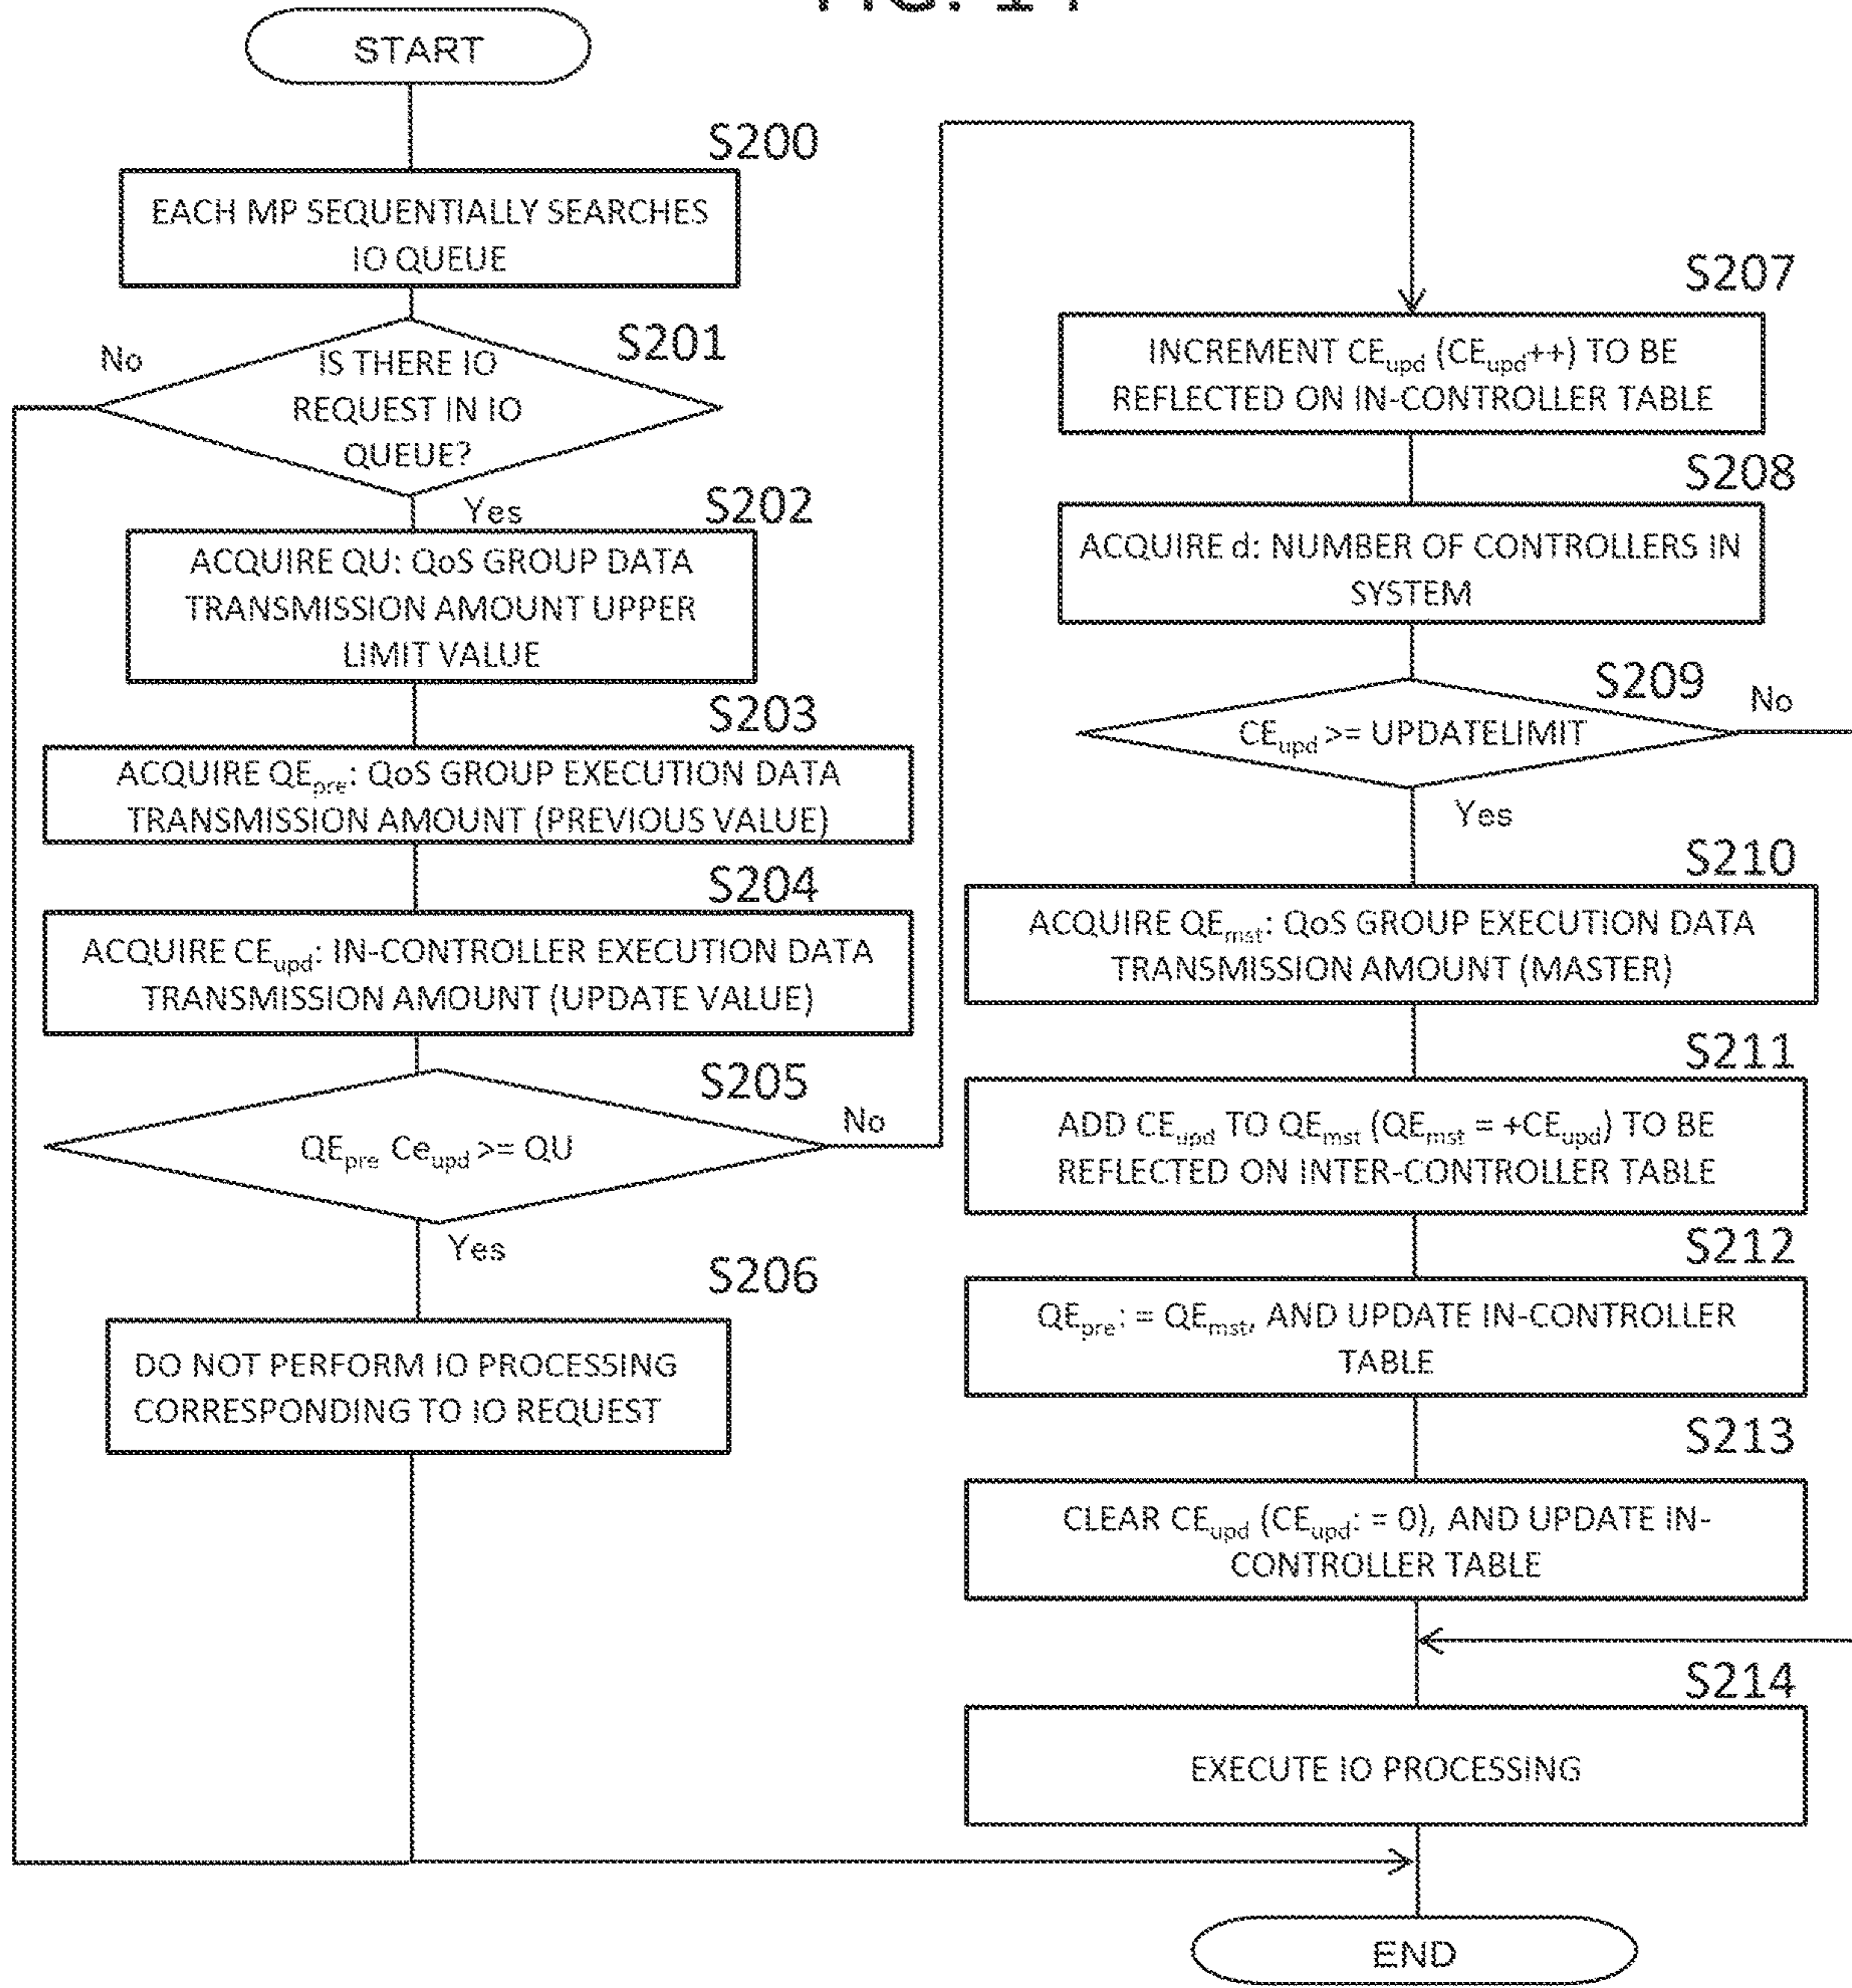 START
S200
EACH MP SEQUENTIALLY SEARCHES
IO QUEUE
S201
No
IS THERE IO
REQUEST IN IO
QUEUE?
Yes
S202
ACQUIRE QU: QoS GROUP DATA
TRANSMISSION AMOUNT UPPER
LIMIT VALUE
S203
ACQUIRE QEpre: QoS GROUP EXECUTION DATA
TRANSMISSION AMOUNT (PREVIOUS VALUE)
S204
ACQUIRE CEupd: IN-CONTROLLER EXECUTION DATA
TRANSMISSION AMOUNT (UPDATE VALUE)
S205
QEpre Ceupd >= QU
No
Yes
S206
DO NOT PERFORM IO PROCESSING
CORRESPONDING TO IO REQUEST
S207
INCREMENT CEupd (CEupd++) TO BE
REFLECTED ON IN-CONTROLLER TABLE
S208
ACQUIRE d: NUMBER OF CONTROLLERS IN
SYSTEM
S209
No
CEupd >= UPDATELIMIT
Yes
S210
ACQUIRE QEmst: QoS GROUP EXECUTION DATA
TRANSMISSION AMOUNT (MASTER)
S211
ADD CEupd TO QEmst (QEmst = +CEupd) TO BE
REFLECTED ON INTER-CONTROLLER TABLE
S212
QEpre: = QEmst, AND UPDATE IN-CONTROLLER
TABLE
S213
CLEAR CEupd (CEupd: = 0), AND UPDATE IN-
CONTROLLER TABLE
S214
EXECUTE IO PROCESSING
END